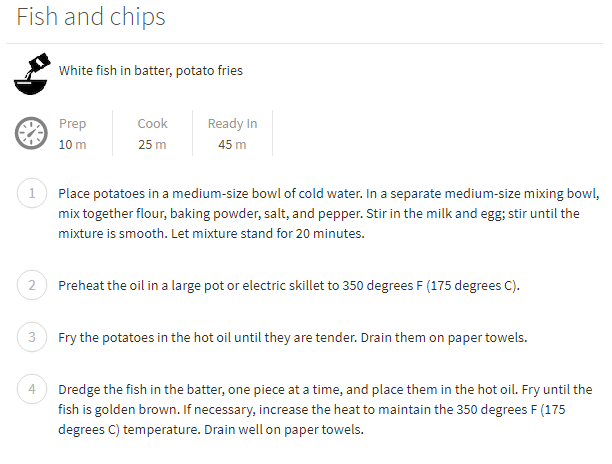 Fish and chips
White fish in batter, potato fries
Prep Cook Ready In
10 m 25 m 45 m
1 Place potatoes in a medium-size bowl of cold water. In a separate medium-size mixing bowl,
mix together flour, baking powder, salt, and pepper. Stir in the milk and egg; stir until the
mixture is smooth. Let mixture stand for 20 minutes.
2 Preheat the oil in a large pot or electric skillet to 350 degrees F (175 degrees C).
3 Fry the potatoes in the hot oil until they are tender. Drain them on paper towels.
4 Dredge the fish in the batter, one piece at a time, and place them in the hot oil. Fry until the
fish is golden brown. If necessary, increase the heat to maintain the 350 degrees F (175
degrees C) temperature. Drain well on paper towels.